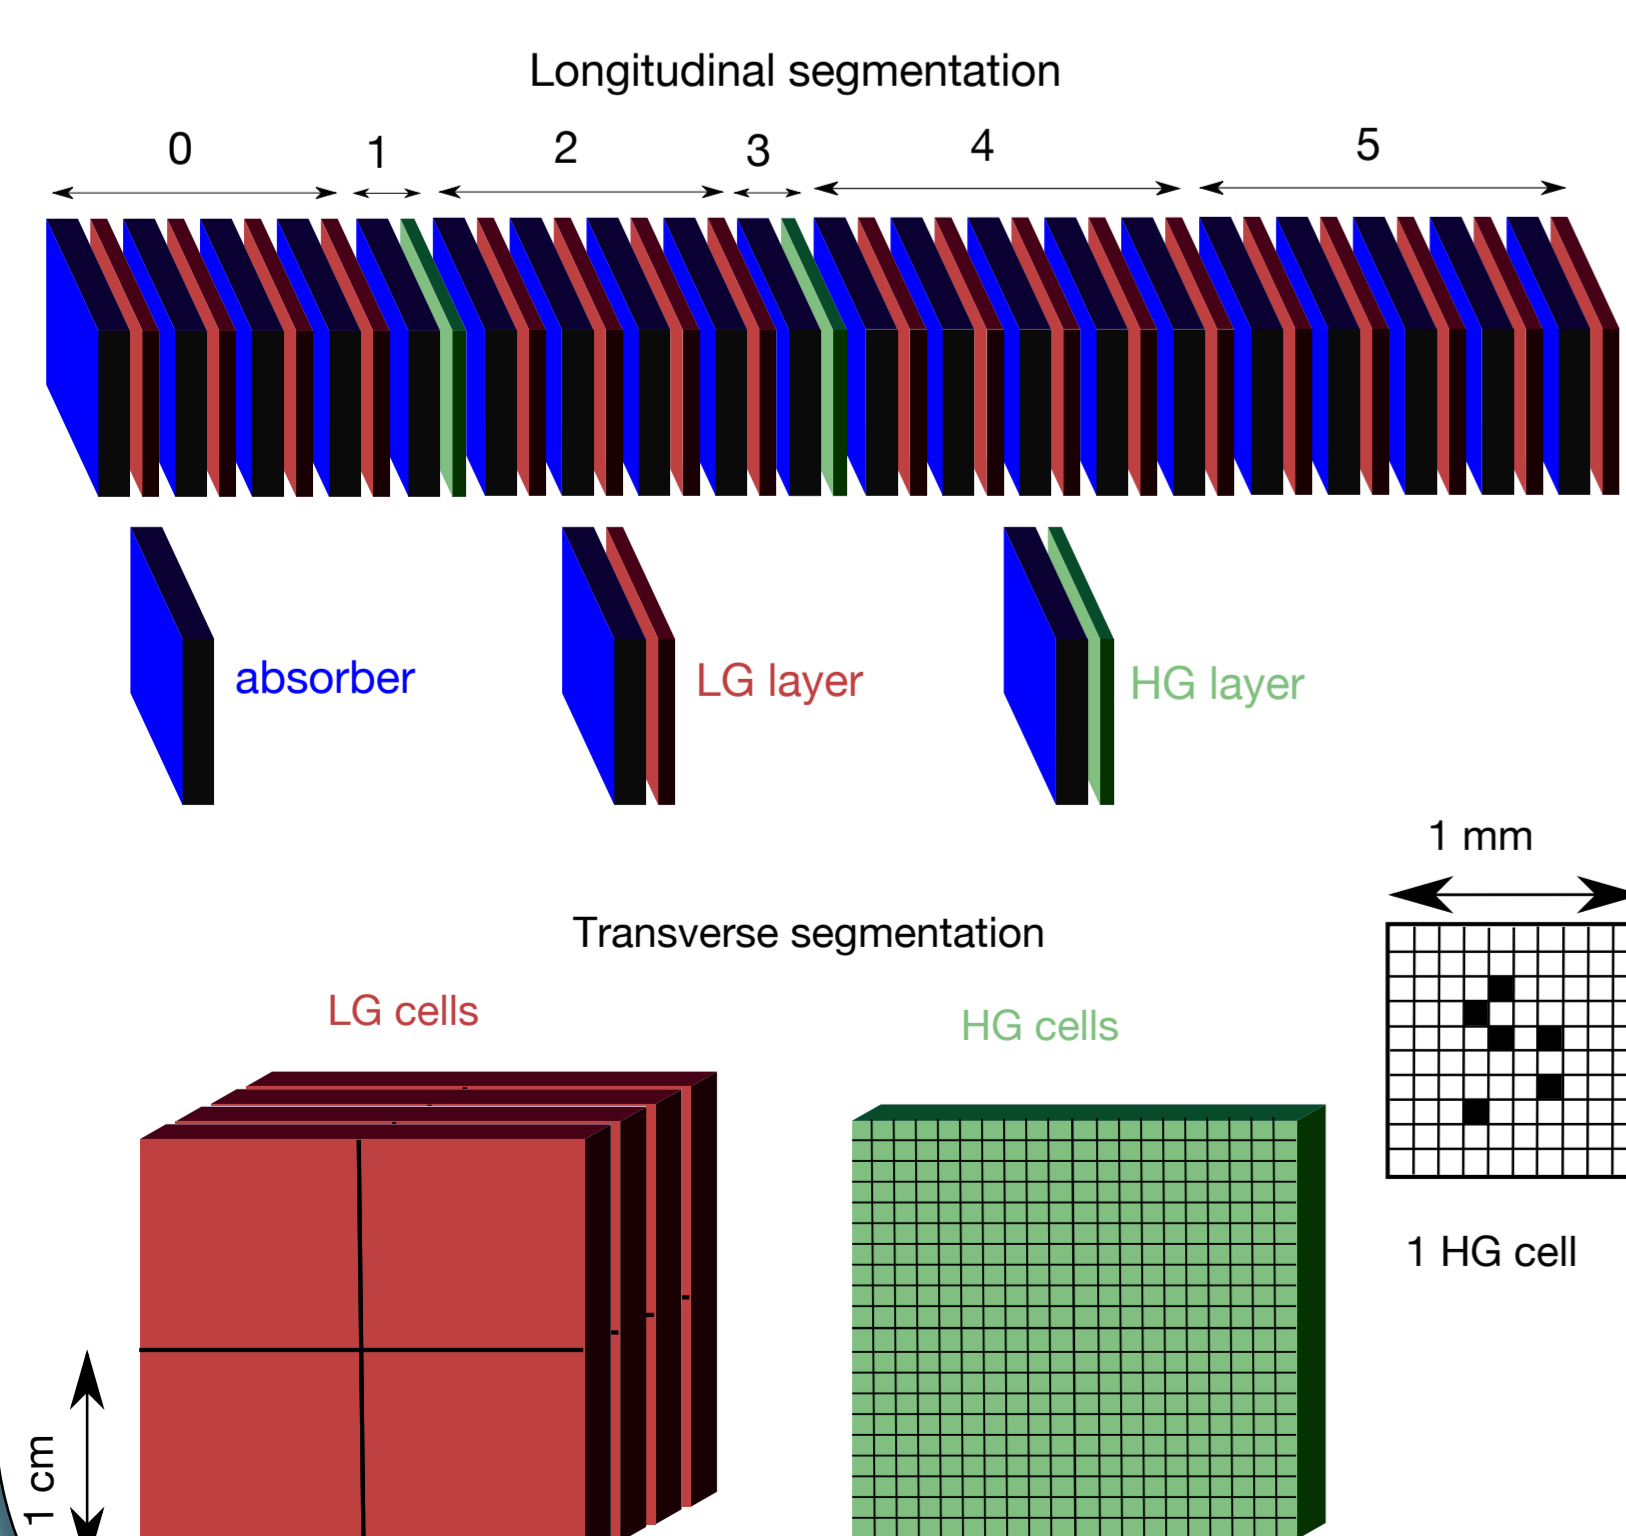 Longitudinal segmentation
0 1 2 3 4 5
absorber
LG layer
HG layer
1 mm
Transverse segmentation
LG cells
HG cells
1 HG cell
1 cm